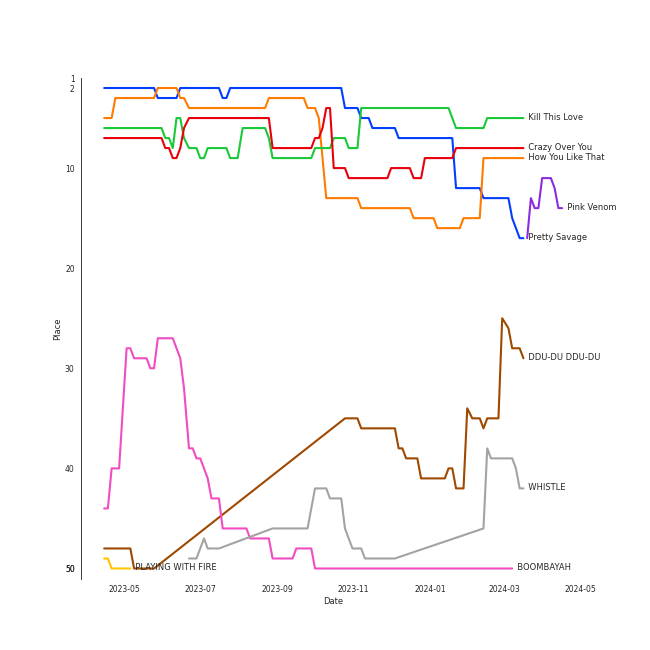 1
2
Kill This Love
Crazy Over You
How You Like That
10
Pink Venom
Pretty Savage
20
Place
DDU-DU DDU-DU
30
40
WHISTLE
50
PLAYING WITH FIRE
BOOMBAYAH
2023-05
2023-07
2023-09
2023-11
2024-01
2024-03
2024-05
Date